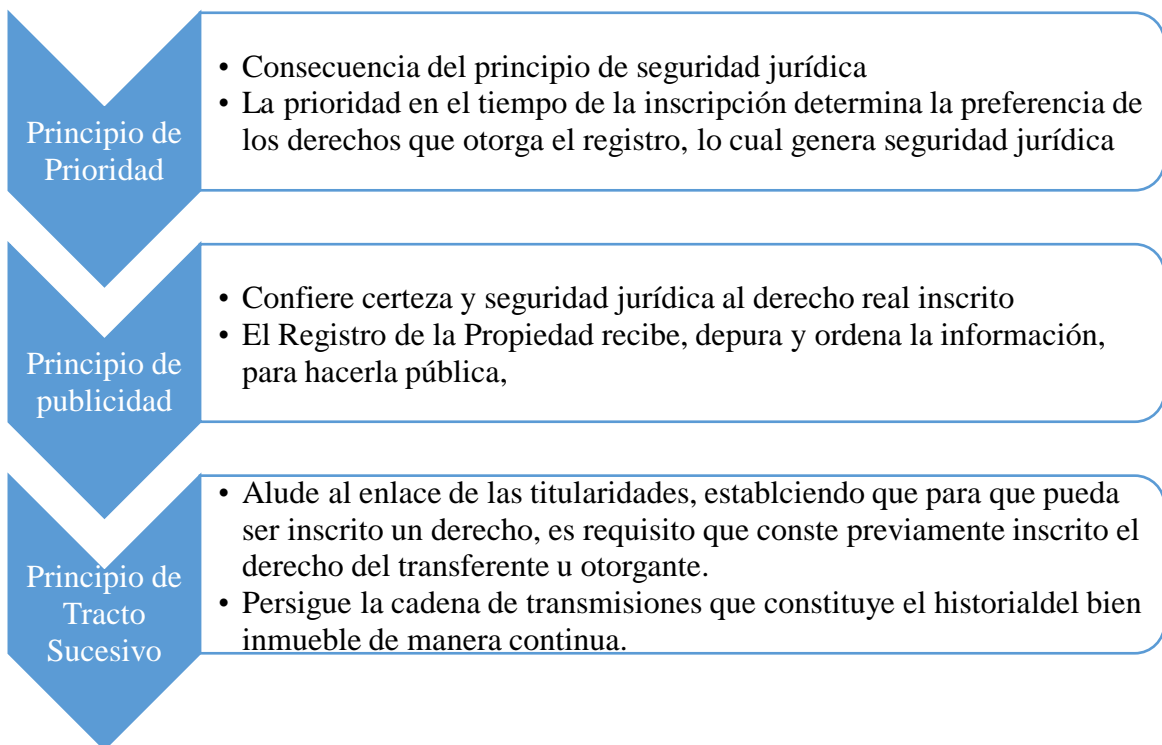 Principio de
Prioridad
• Consecuencia del principio de seguridad jurídica
• La prioridad en el tiempo de la inscripción determina la preferencia de
los derechos que otorga el registro, lo cual genera seguridad jurídica
Principio de
publicidad
• Confiere certeza y seguridad jurídica al derecho real inscrito
• El Registro de la Propiedad recibe, depura y ordena la información,
para hacerla pública,
Principio de
Tracto
Sucesivo
• Alude al enlace de las titularidades, establciendo que para que pueda
ser inscrito un derecho, es requisito que conste previamente inscrito el
derecho del transferente u otorgante.
• Persigue la cadena de transmisiones que constituye el historialdel bien
inmueble de manera continua.